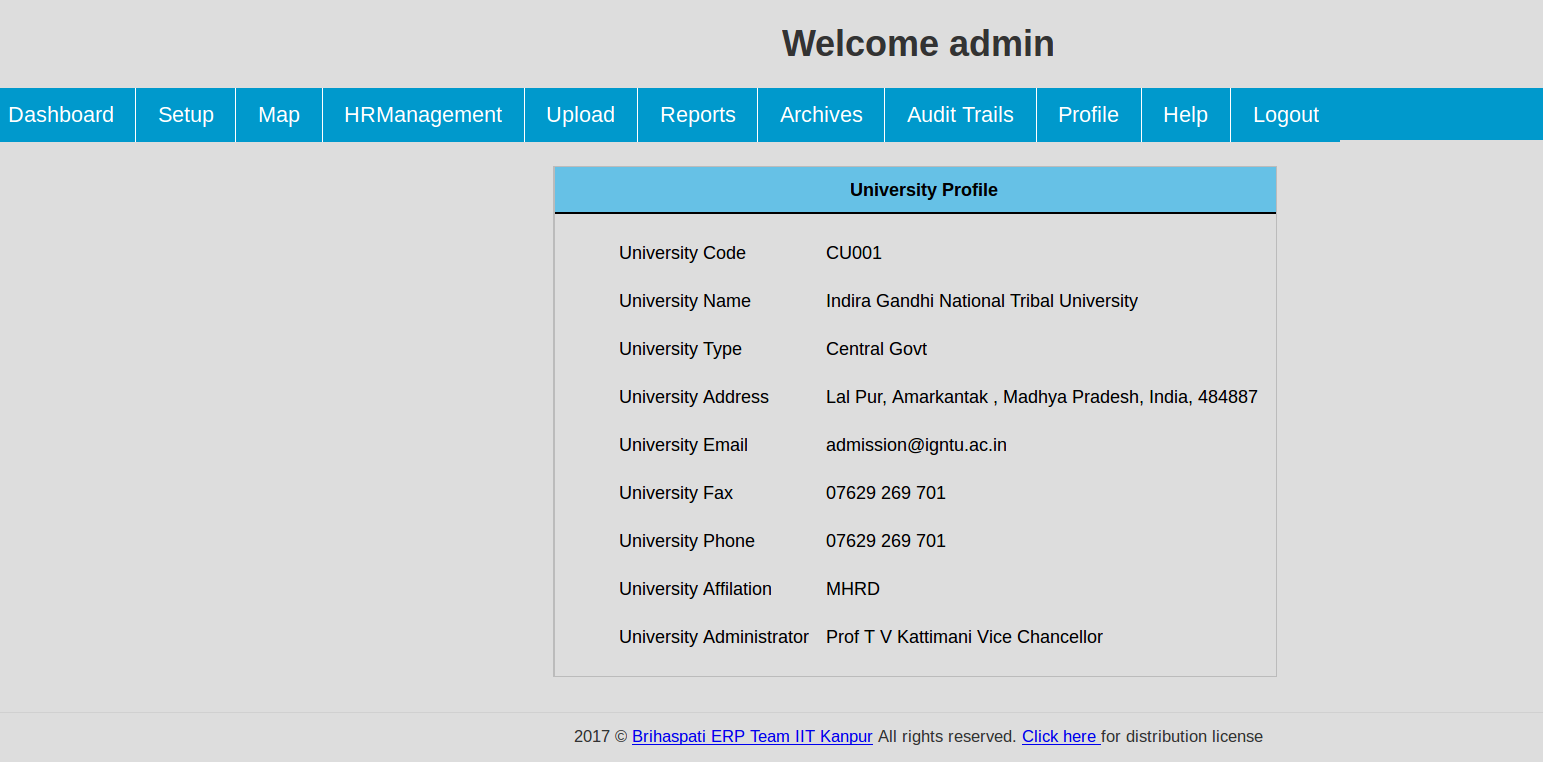 Welcome admin
Dashboard Setup Map HRManagement Upload Reports Archives Audit Trails Profile Help Logout
University Profile
University Code CU001
University Name Indira Gandhi National Tribal University
University Type Central Govt
University Address Lal Pur, Amarkantak , Madhya Pradesh, India, 484887
University Email admission@igntu.ac.in
University Fax 07629 269 701
University Phone 07629 269 701
University Affilation MHRD
University Administrator Prof T V Kattimani Vice Chancellor
2017 © Brihaspati ERP Team IIT Kanpur All rights reserved. Click here for distribution license